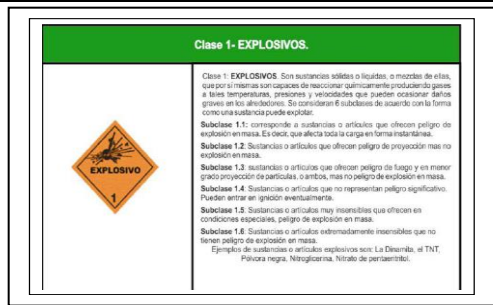 Clase 1- EXPLOSIVOS.
Clase 1: EXPLOSIVOS. Son sustancias sólidas o líquidas, o mezclas de ellas,
que por sí mismas son capaces de reaccionar químicamente produciendo gases
a tales temperaturas, presiones y velocidades que pueden ocasionar daños
graves en los alrededores. Se consideran 6 subclases de acuerdo con la forma
como una sustancia puede explotar.
Subclase 1.1: corresponde a sustancias o artículos que ofrecen peligro de
explosión en masa. Es decir, que afecta toda la carga en forma instantánea.
Subclase 1.2: Sustancias o artículos que ofrecen peligro de proyección mas no
explosión en masa.
Subclase 1.3: sustancias o artículos que ofrecen peligro de fuego y en menor
grado proyección de partículas, o ambos, mas no peligro de explosión en masa.
Subclase 1.4: Sustancias o artículos que no representan peligro significativo.
Pueden entrar en ignición eventualmente.
Subclase 1.5: Sustancias o artículos muy insensibles que ofrecen en
condiciones especiales, peligro de explosión en masa.
Subclase 1.6: Sustancias o artículos extremadamente insensibles que no
tienen peligro de explosión en masa.
Ejemplos de sustancias o artículos explosivos son: La Dinamita, el TNT,
Pólvora negra, Nitroglicerina, Nitrato de pentaeritritol.
EXPLOSIVO
1